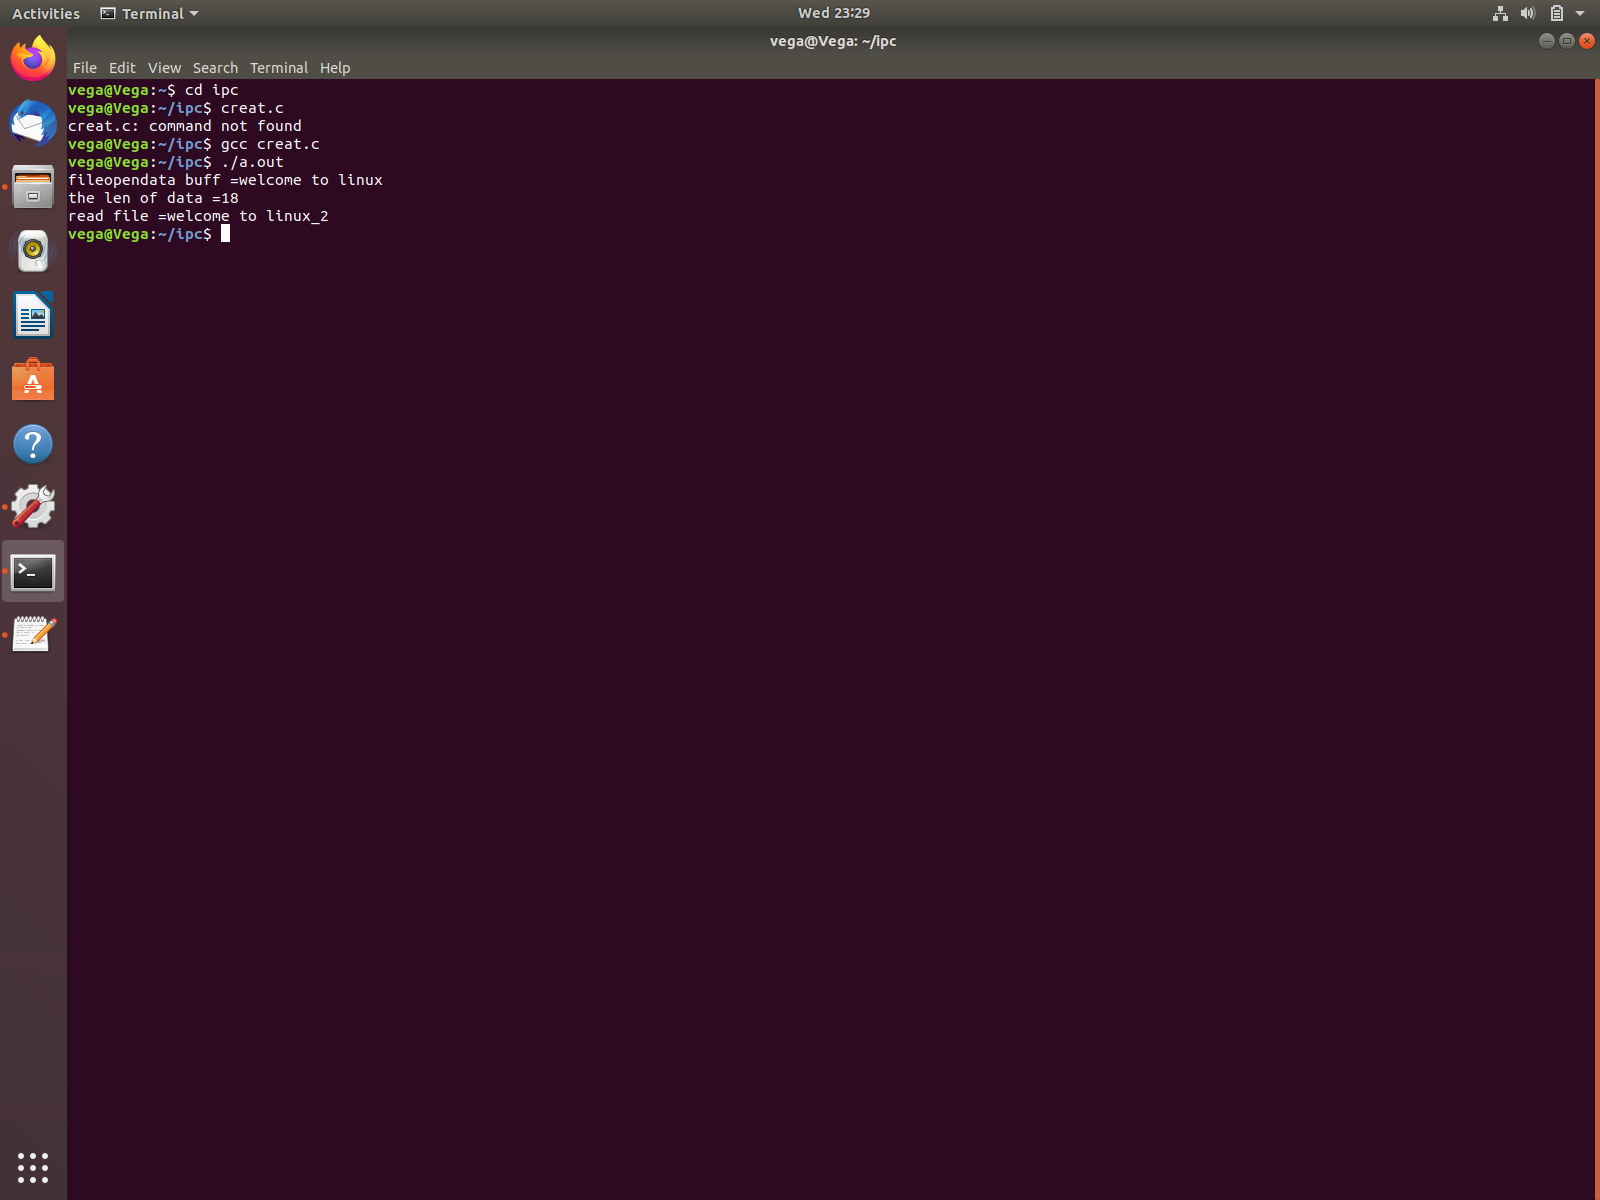 Activities Terminal Wed 23:29
vega@Vega: ~/ipc
File Edit View Search Terminal Help
vega@Vega:~$ cd ipc
vega@Vega:~/ipc$ creat.c
creat.c: command not found
vega@Vega:~/ipc$ gcc creat.c
vega@Vega:~/ipc$ ./a.out
fileopendata buff =welcome to linux
the len of data =18
read file =welcome to linux_2
vega@Vega:~/ipc$